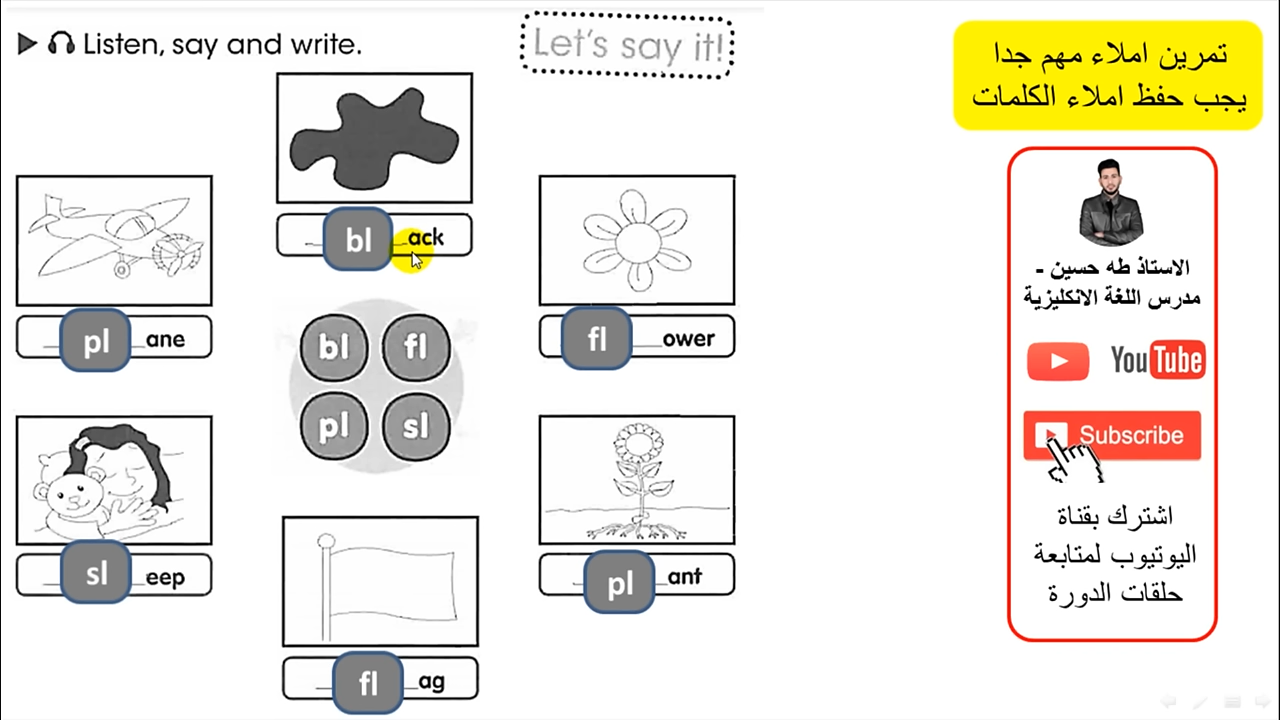 Listen, say and write.
Let's say it!
bl ack
pl ane
fl ower
bl fl
pl sl
sl eep
pl ant
fl ag
تمرين املاء مهم جدا
يجب حفظ املاء الكلمات
الاستاذ طه حسين -
مدرس اللغة الانكليزية
YouTube
Subscribe
اشترك بقناة
اليوتيوب لمتابعة
حلقات الدورة